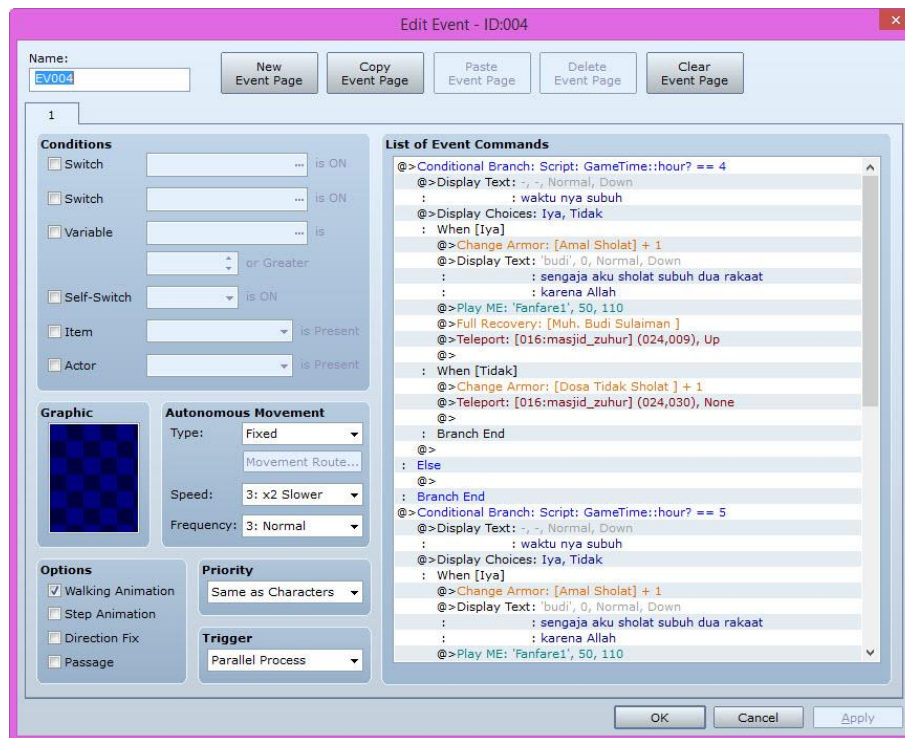 Edit Event - ID:004
Name:
EV004
New
Event Page
Copy
Event Page
Paste
Event Page
Delete
Event Page
Clear
Event Page
1
Conditions
Switch ... is ON
Switch ... is ON
Variable ... is
or Greater
Self-Switch is ON
Item is Present
Actor is Present
Graphic
Autonomous Movement
Type: Fixed
Movement Route...
Speed: 3: x2 Slower
Frequency: 3: Normal
Options
Walking Animation
Step Animation
Direction Fix
Passage
Priority
Same as Characters
Trigger
Parallel Process
List of Event Commands
@>Conditional Branch: Script: GameTime::hour? == 4
@>Display Text: -, -, Normal, Down
: : waktu nya subuh
@>Display Choices: Iya, Tidak
: When [Iya]
@>Change Armor: [Amal Sholat] + 1
@>Display Text: 'budi', 0, Normal, Down
: : sengaja aku sholat subuh dua rakaat
: : karena Allah
@>Play ME: 'Fanfare1', 50, 110
@>Full Recovery: [Muh. Budi Sulaiman ]
@>Teleport: [016:masjid_zuhur] (024,009), Up
@>
: When [Tidak]
@>Change Armor: [Dosa Tidak Sholat ] + 1
@>Teleport: [016:masjid_zuhur] (024,030), None
@>
: Branch End
@>
: Else
@>
: Branch End
@>Conditional Branch: Script: GameTime::hour? == 5
@>Display Text: -, -, Normal, Down
: : waktu nya subuh
@>Display Choices: Iya, Tidak
: When [Iya]
@>Change Armor: [Amal Sholat] + 1
@>Display Text: 'budi', 0, Normal, Down
: : sengaja aku sholat subuh dua rakaat
: : karena Allah
@>Play ME: 'Fanfare1', 50, 110
OK
Cancel
Apply